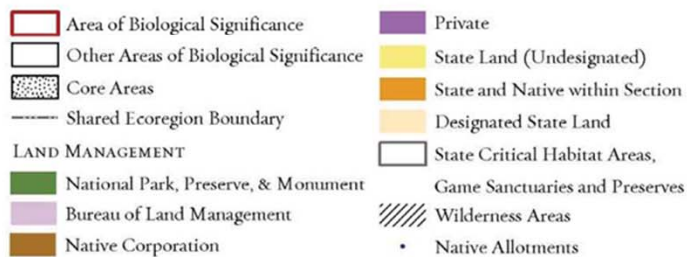 Area of Biological Significance
Other Areas of Biological Significance
Core Areas
Shared Ecoregion Boundary
LAND MANAGEMENT
National Park, Preserve, & Monument
Bureau of Land Management
Native Corporation
Private
State Land (Undesignated)
State and Native within Section
Designated State Land
State Critical Habitat Areas,
Game Sanctuaries and Preserves
Wilderness Areas
Native Allotments